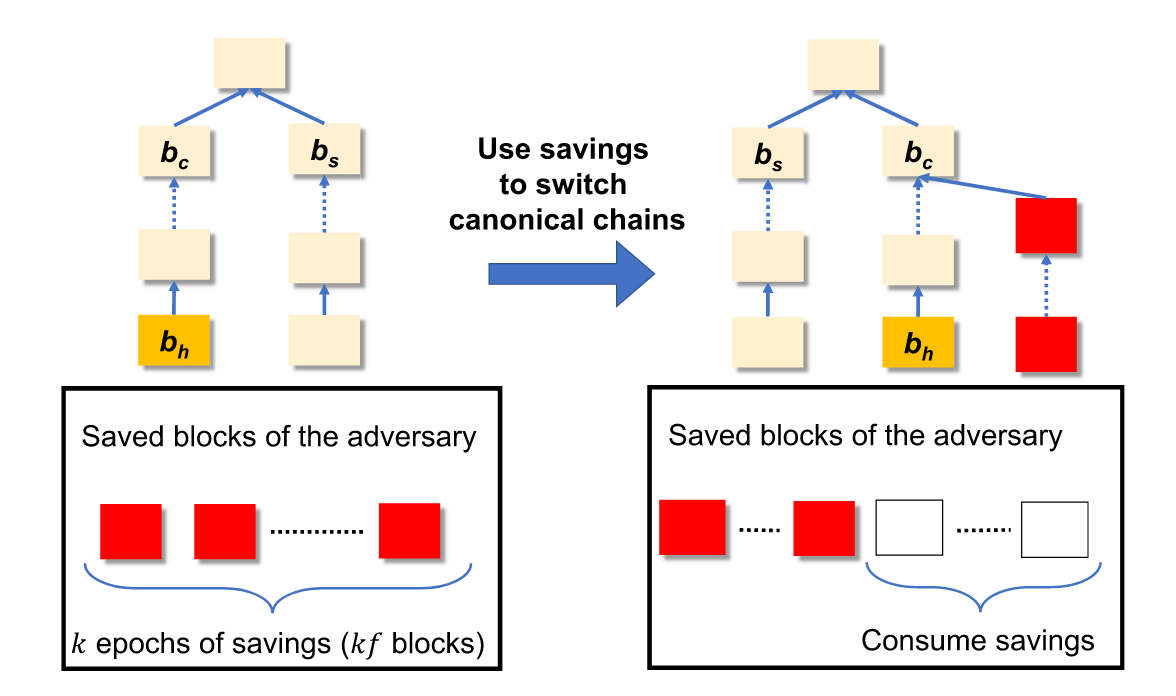 b_c
b_s
b_h
Use savings
to switch
canonical chains
b_s
b_c
b_h
Saved blocks of the adversary
k epochs of savings (kf blocks)
Saved blocks of the adversary
Consume savings